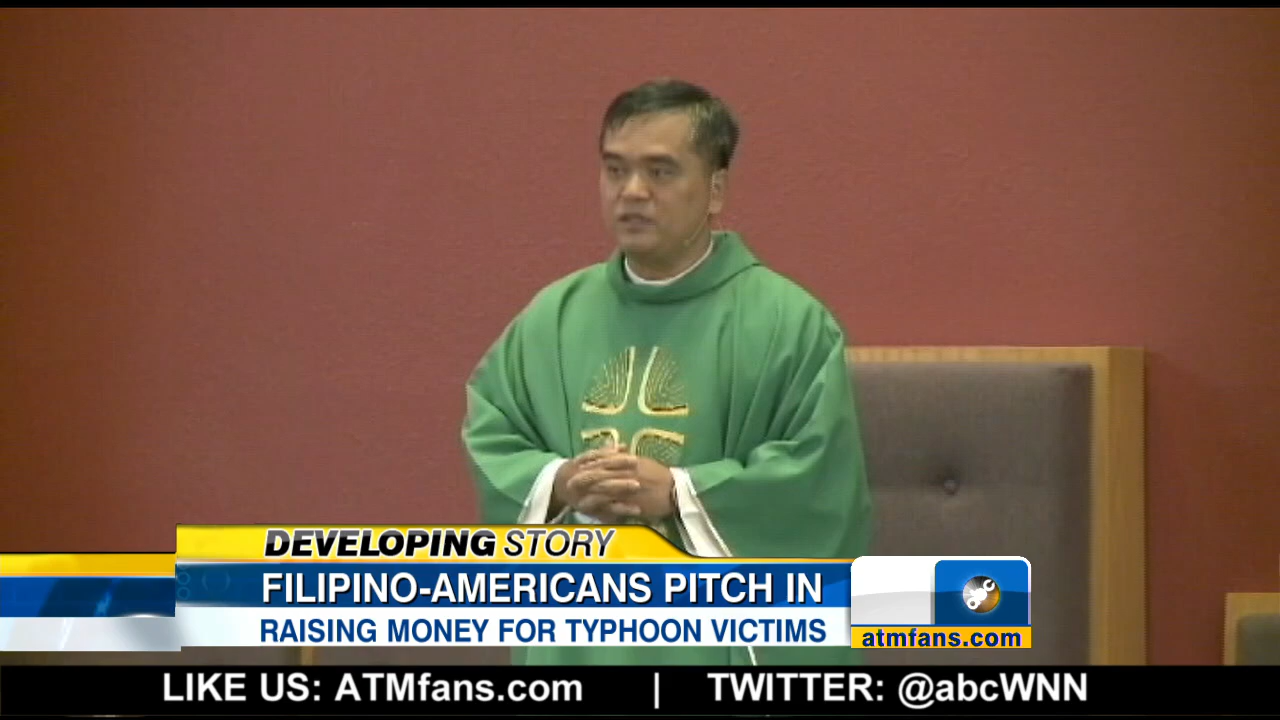 DEVELOPING STORY
FILIPINO-AMERICANS PITCH IN
RAISING MONEY FOR TYPHOON VICTIMS
atmfans.com
LIKE US: ATMfans.com | TWITTER: @abcWNN